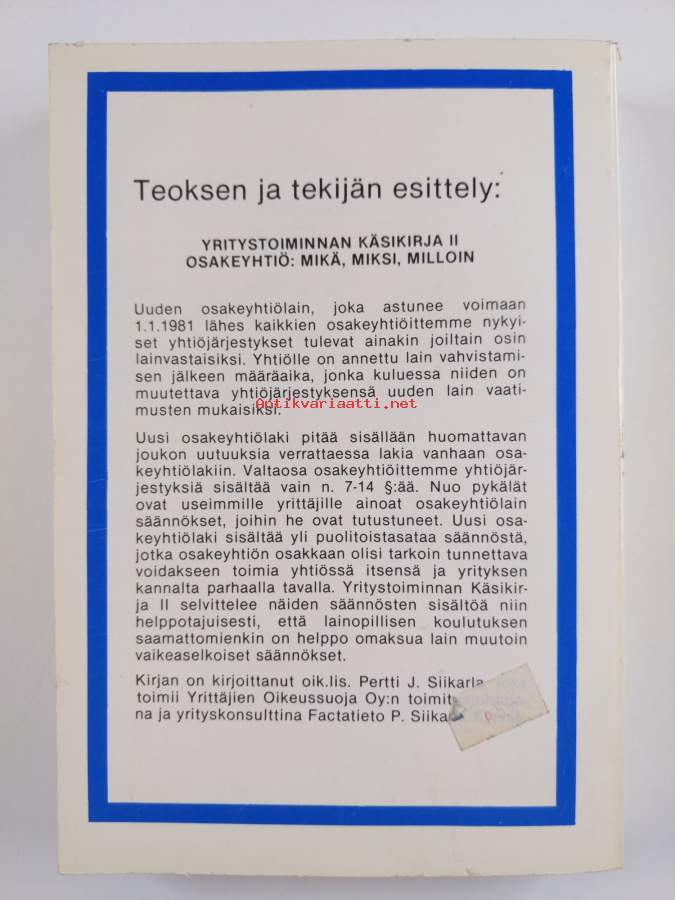 Teoksen ja tekijän esittely:
YRITYSTOIMINNAN KÄSIKIRJA II
OSAKEYHTIÖ: MIKÄ, MIKSI, MILLOIN
Uuden osakeyhtiölain, joka astunee voimaan
1.1.1981 lähes kaikkien osakeyhtiöittemme nykyi-
set yhtiöjärjestykset tulevat ainakin joiltain osin
lainvastaisiksi. Yhtiölle on annettu lain vahvistami-
sen jälkeen määräaika, jonka kuluessa niiden on
muutettava yhtiöjärjestyksensä uuden lain vaati-
musten mukaisiksi.
Antikvariaatti.net
Uusi osakeyhtiölaki pitää sisällään huomattavan
joukon uutuuksia verrattaessa lakia vanhaan osa-
keyhtiölakiin. Valtaosa osakeyhtiöittemme yhtiöjär-
jestyksiä sisältää vain n. 7-14 §:ää. Nuo pykälät
ovat useimmille yrittäjille ainoat osakeyhtiölain
säännökset, joihin he ovat tutustuneet. Uusi osa-
keyhtiölaki sisältää yli puolitoistasataa säännöstä,
jotka osakeyhtiön osakkaan olisi tarkoin tunnettava
voidakseen toimia yhtiössä itsensä ja yrityksen
kannalta parhaalla tavalla. Yritystoiminnan Käsikir-
ja II selvittelee näiden säännösten sisältöä niin
helppotajuisesti, että lainopillisen koulutuksen
saamattomienkin on helppo omaksua lain muutoin
vaikeaselkoiset säännökset.
Kirjan on kirjoittanut oik.lis. Pertti J. Siikarla
toimii Yrittäjien Oikeussuoja Oy:n toimit
na ja yrityskonsulttina Factatieto P. Siika